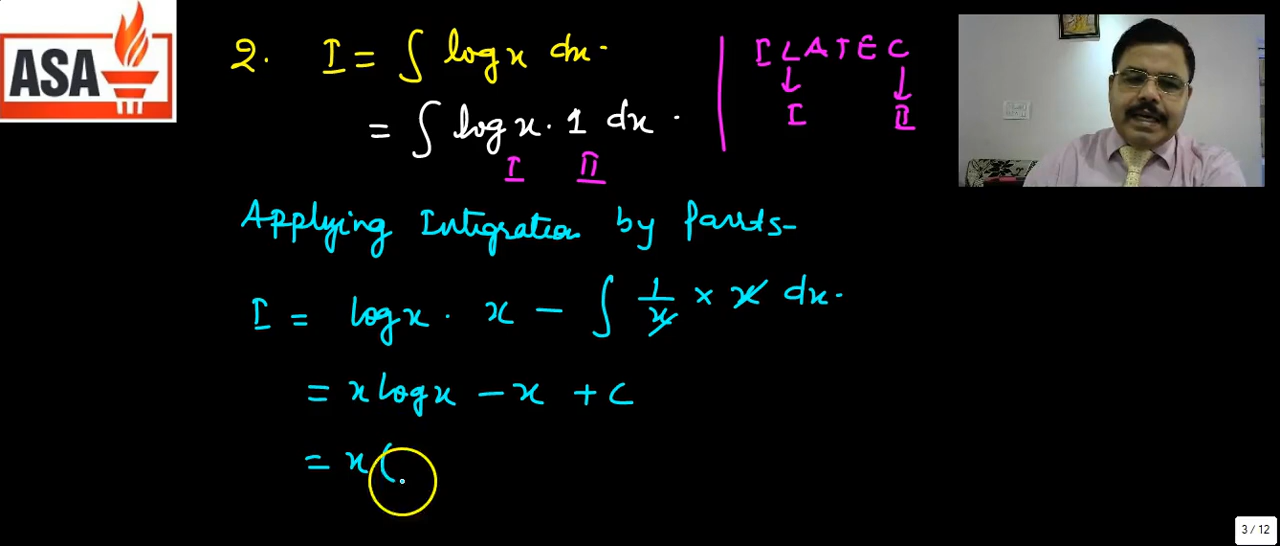 ASA
2. I = ∫ log x dx.
= ∫ log x · 1 dx .
I II
I L A T E C
↓ ↓
I II
Applying Integration by Parts-
I = log x . x - ∫ 1/x × x dx.
= x log x - x + C
= x (
3 / 12